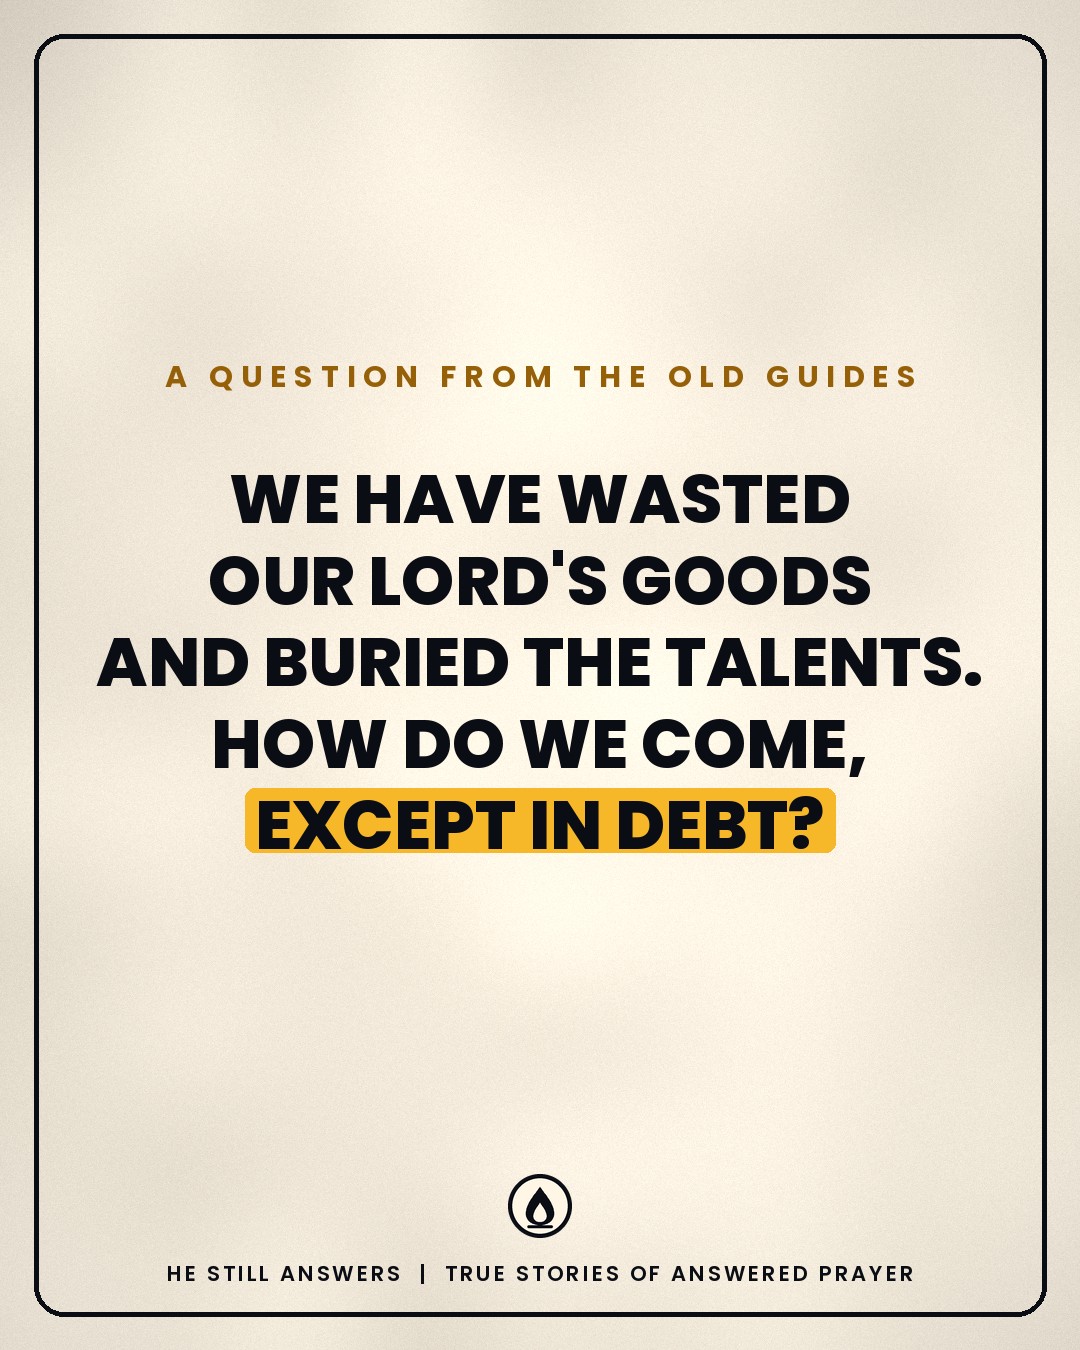 A QUESTION FROM THE OLD GUIDES
WE HAVE WASTED
OUR LORD'S GOODS
AND BURIED THE TALENTS.
HOW DO WE COME,
EXCEPT IN DEBT?
HE STILL ANSWERS | TRUE STORIES OF ANSWERED PRAYER